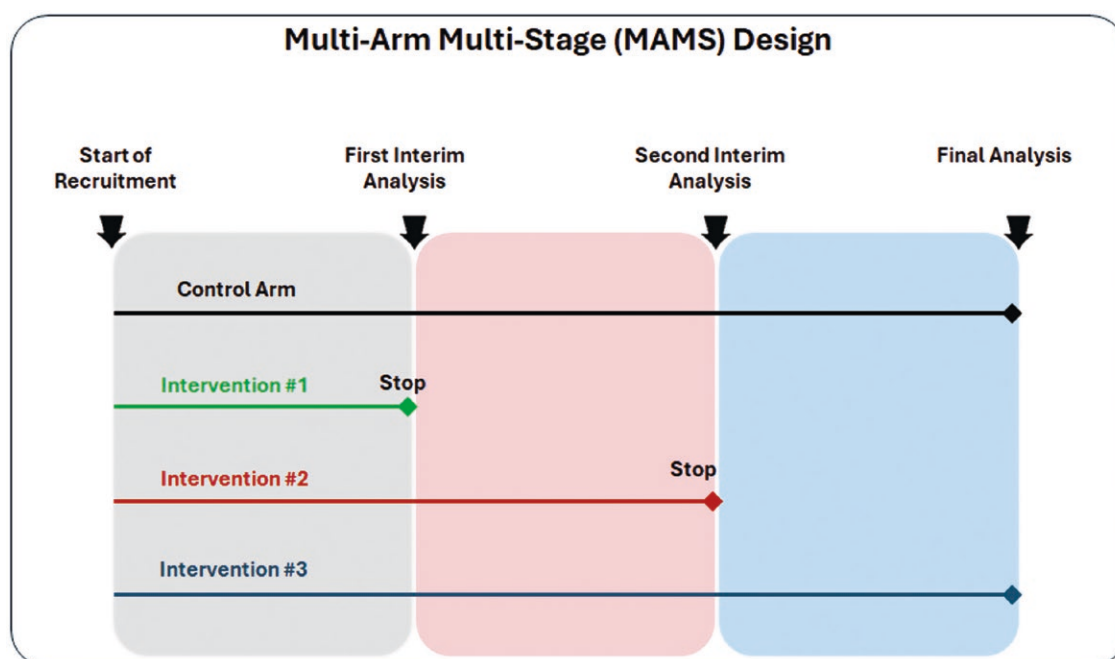 Multi-Arm Multi-Stage (MAMS) Design
Start of
Recruitment
First Interim
Analysis
Second Interim
Analysis
Final Analysis
Control Arm
Intervention #1
Stop
Intervention #2
Stop
Intervention #3